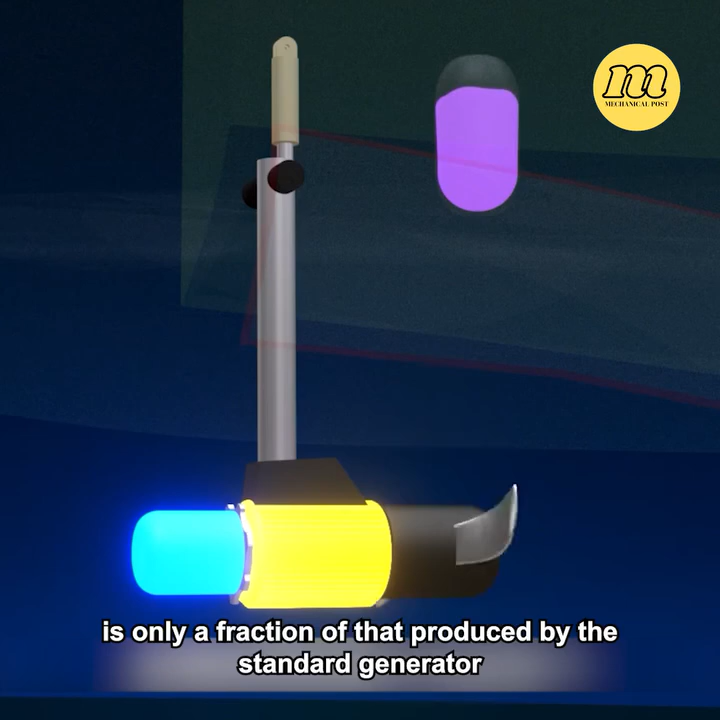 m
MECHANICAL POST
is only a fraction of that produced by the
standard generator